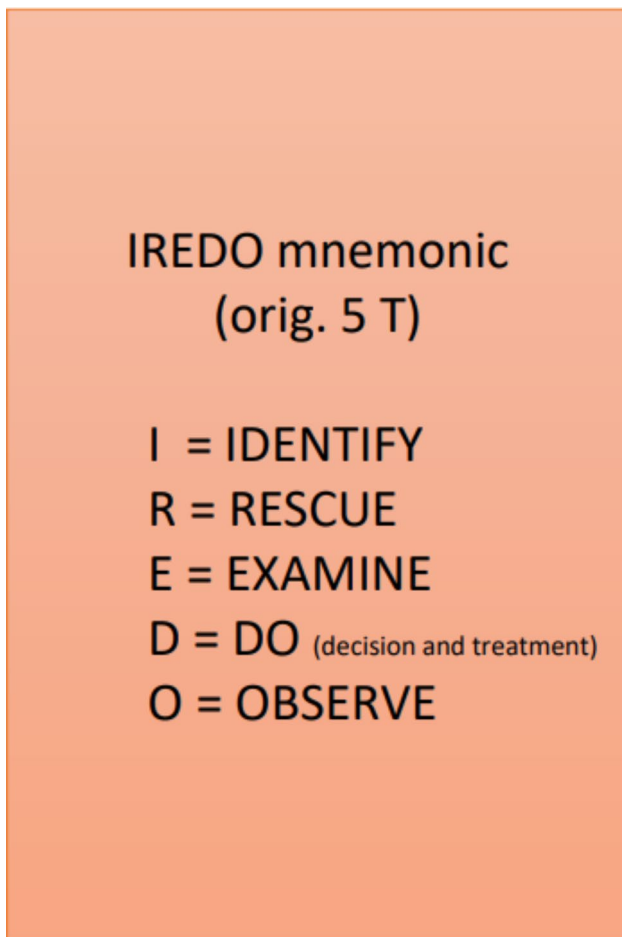 IREDO mnemonic
(orig. 5 T)
I = IDENTIFY
R = RESCUE
E = EXAMINE
D = DO (decision and treatment)
O = OBSERVE